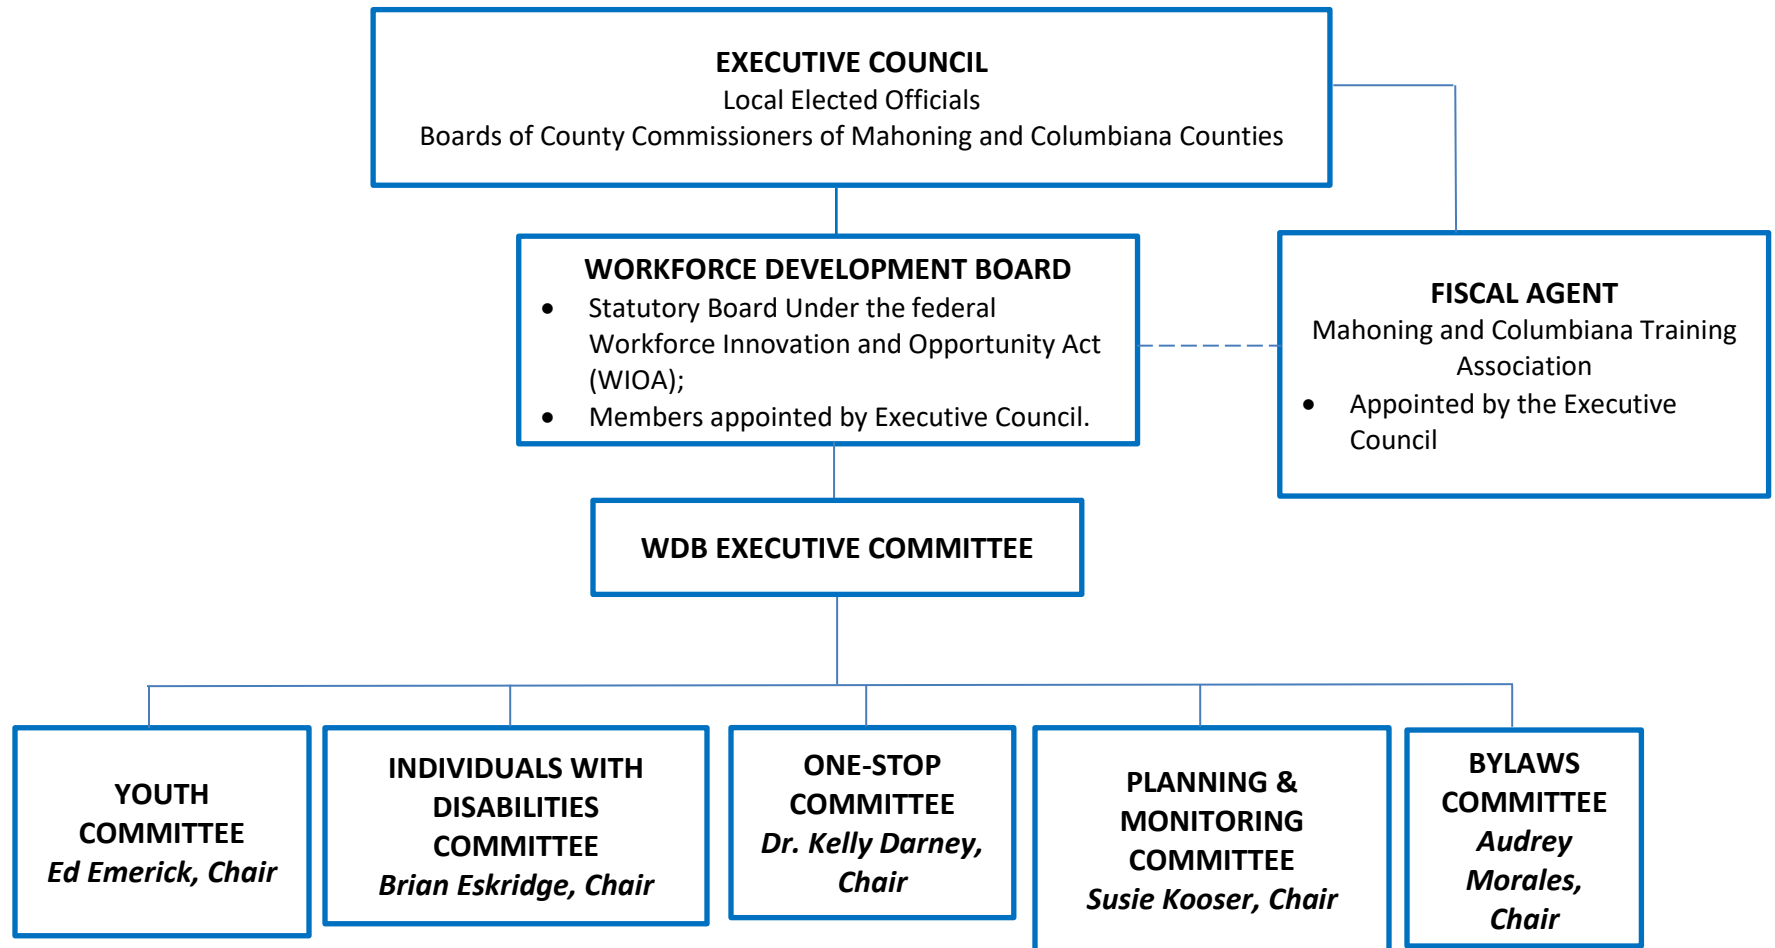 EXECUTIVE COUNCIL
Local Elected Officials
Boards of County Commissioners of Mahoning and Columbiana Counties
WORKFORCE DEVELOPMENT BOARD
• Statutory Board Under the federal
Workforce Innovation and Opportunity Act
(WIOA);
• Members appointed by Executive Council.
FISCAL AGENT
Mahoning and Columbiana Training
Association
• Appointed by the Executive
Council
WDB EXECUTIVE COMMITTEE
YOUTH
COMMITTEE
Ed Emerick, Chair
INDIVIDUALS WITH
DISABILITIES
COMMITTEE
Brian Eskridge, Chair
ONE-STOP
COMMITTEE
Dr. Kelly Darney,
Chair
PLANNING &
MONITORING
COMMITTEE
Susie Kooser, Chair
BYLAWS
COMMITTEE
Audrey
Morales,
Chair